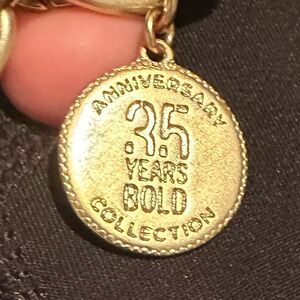 ANNIVERSARY
35
YEARS
BOLD
COLLECTION